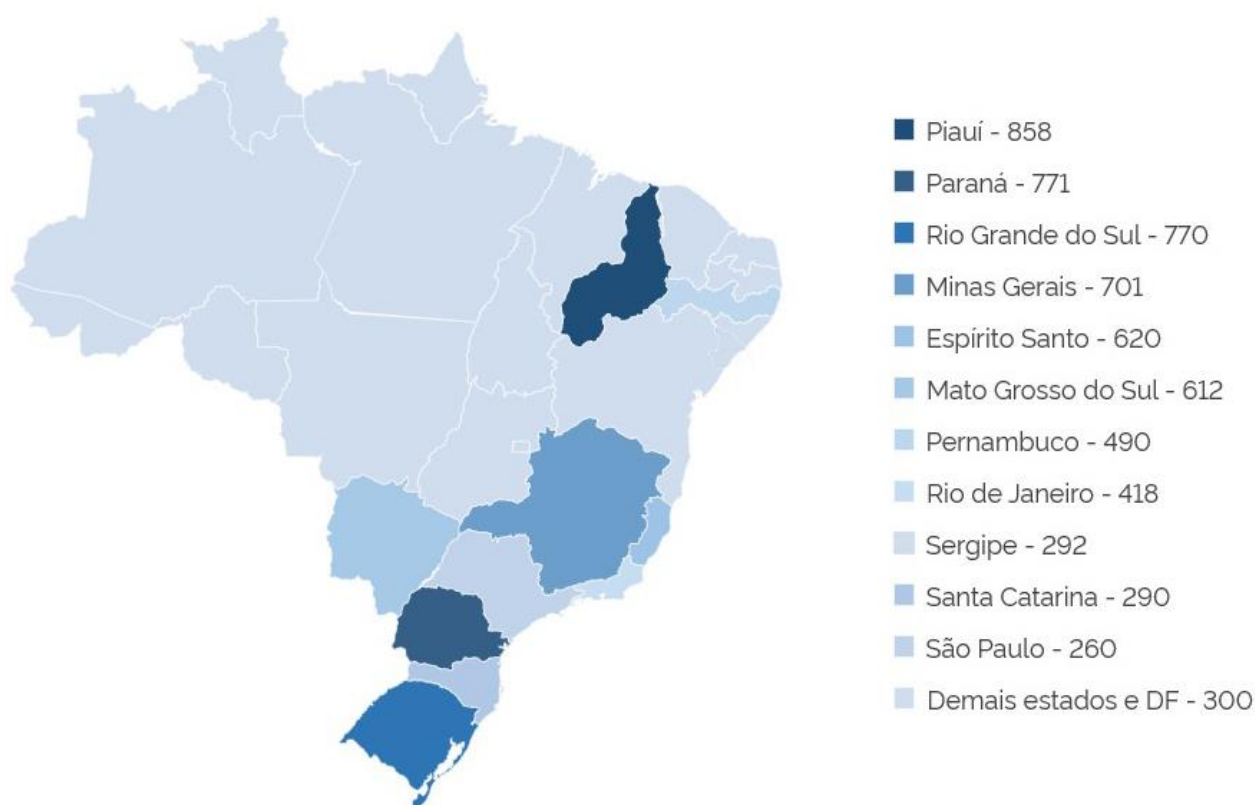 Piauí - 858
Paraná - 771
Rio Grande do Sul - 770
Minas Gerais - 701
Espírito Santo - 620
Mato Grosso do Sul - 612
Pernambuco - 490
Rio de Janeiro - 418
Sergipe - 292
Santa Catarina - 290
São Paulo - 260
Demais estados e DF - 300